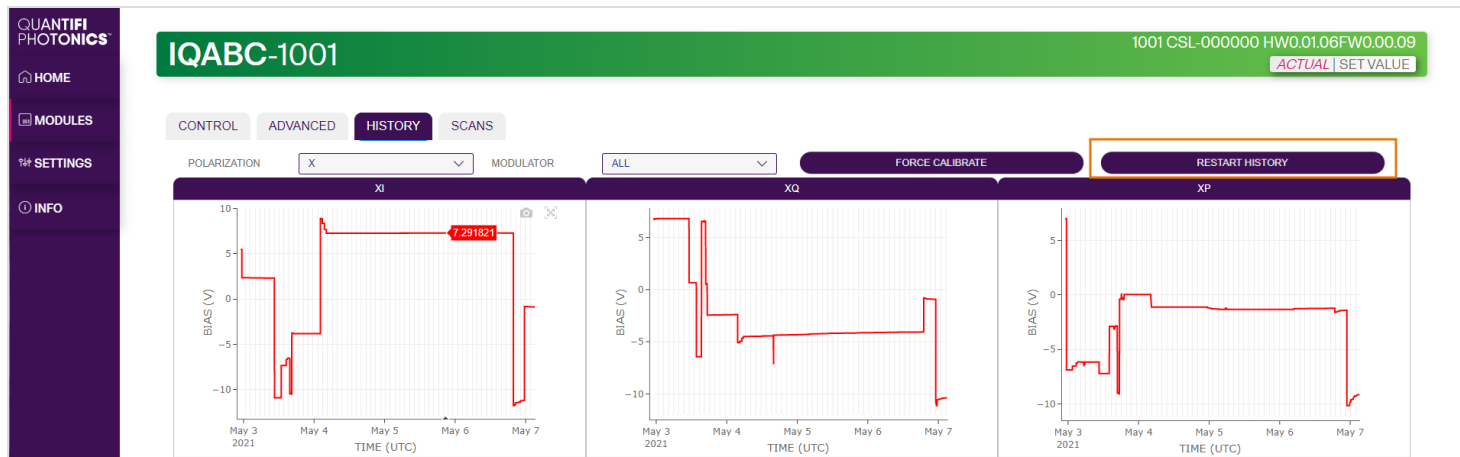 QUANTIFI
PHOTONICS™
HOME
MODULES
SETTINGS
INFO
IQABC-1001
1001 CSL-000000 HW0.01.06FW0.00.09
ACTUAL | SET VALUE
CONTROL ADVANCED HISTORY SCANS
POLARIZATION X MODULATOR ALL FORCE CALIBRATE RESTART HISTORY
XI XQ XP
BIAS (V)
10
5
0
−5
−10
7.291821
May 3 May 4 May 5 May 6 May 7
2021
TIME (UTC)
BIAS (V)
5
0
−5
−10
May 3 May 4 May 5 May 6 May 7
2021
TIME (UTC)
BIAS (V)
5
0
−5
−10
May 3 May 4 May 5 May 6 May 7
2021
TIME (UTC)